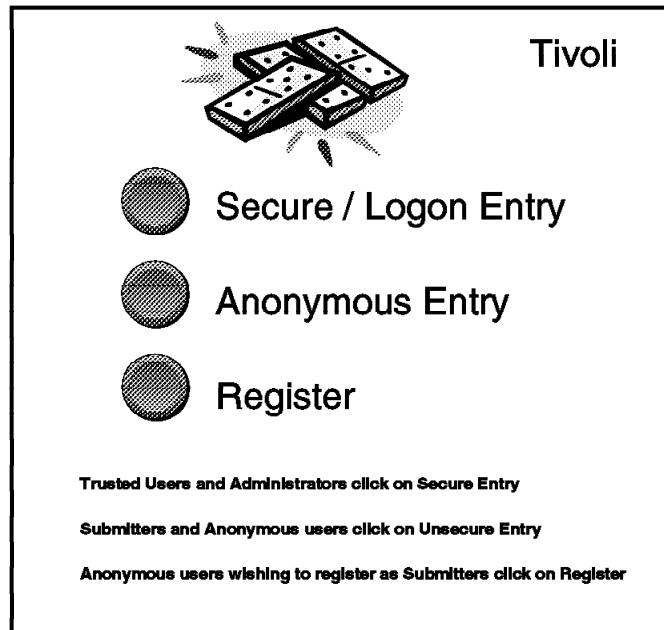 Tivoli
Secure / Logon Entry
Anonymous Entry
Register
Trusted Users and Administrators click on Secure Entry
Submitters and Anonymous users click on Unsecure Entry
Anonymous users wishing to register as Submitters click on Register